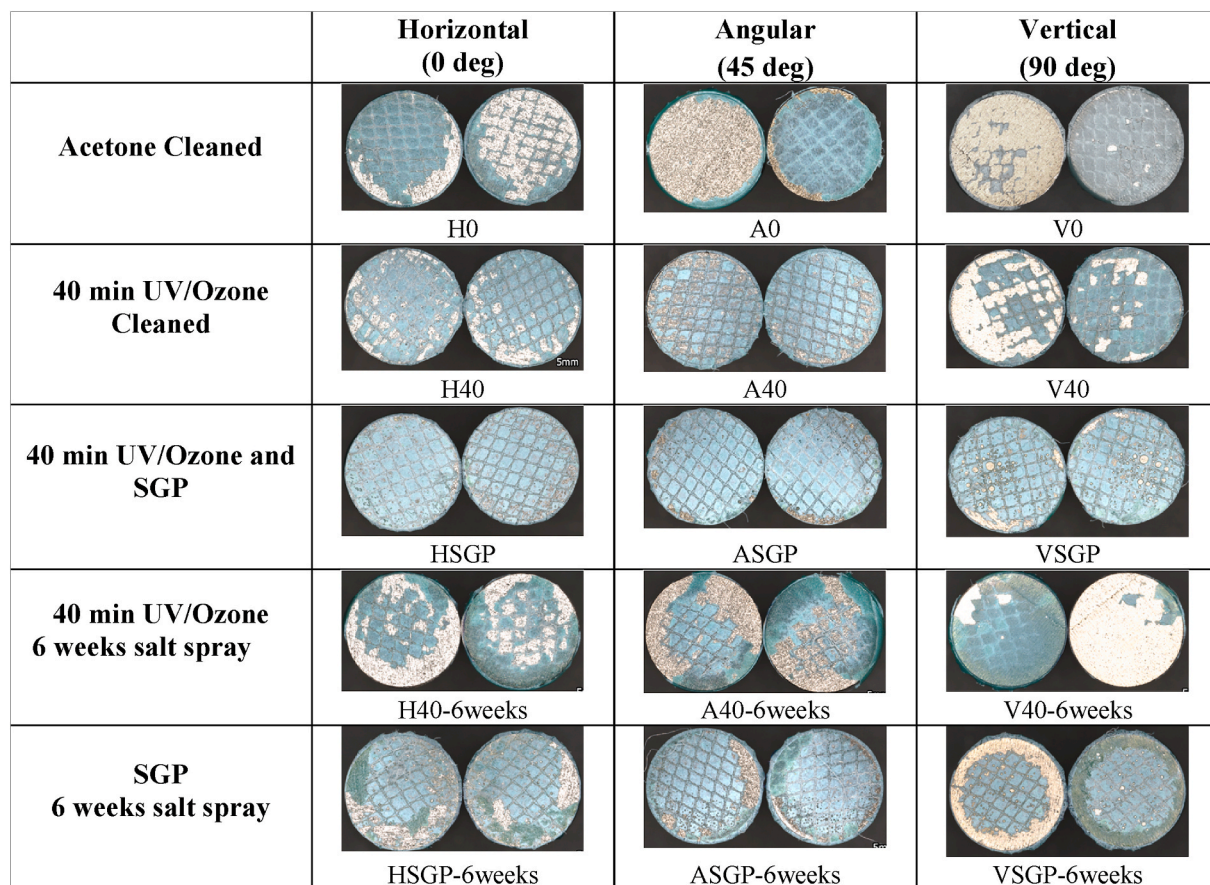 Horizontal
(0 deg)
Angular
(45 deg)
Vertical
(90 deg)
Acetone Cleaned
H0
A0
V0
40 min UV/Ozone
Cleaned
5mm
H40
A40
V40
40 min UV/Ozone and
SGP
HSGP
ASGP
VSGP
40 min UV/Ozone
6 weeks salt spray
H40-6weeks
A40-6weeks
V40-6weeks
SGP
6 weeks salt spray
HSGP-6weeks
ASGP-6weeks
VSGP-6weeks